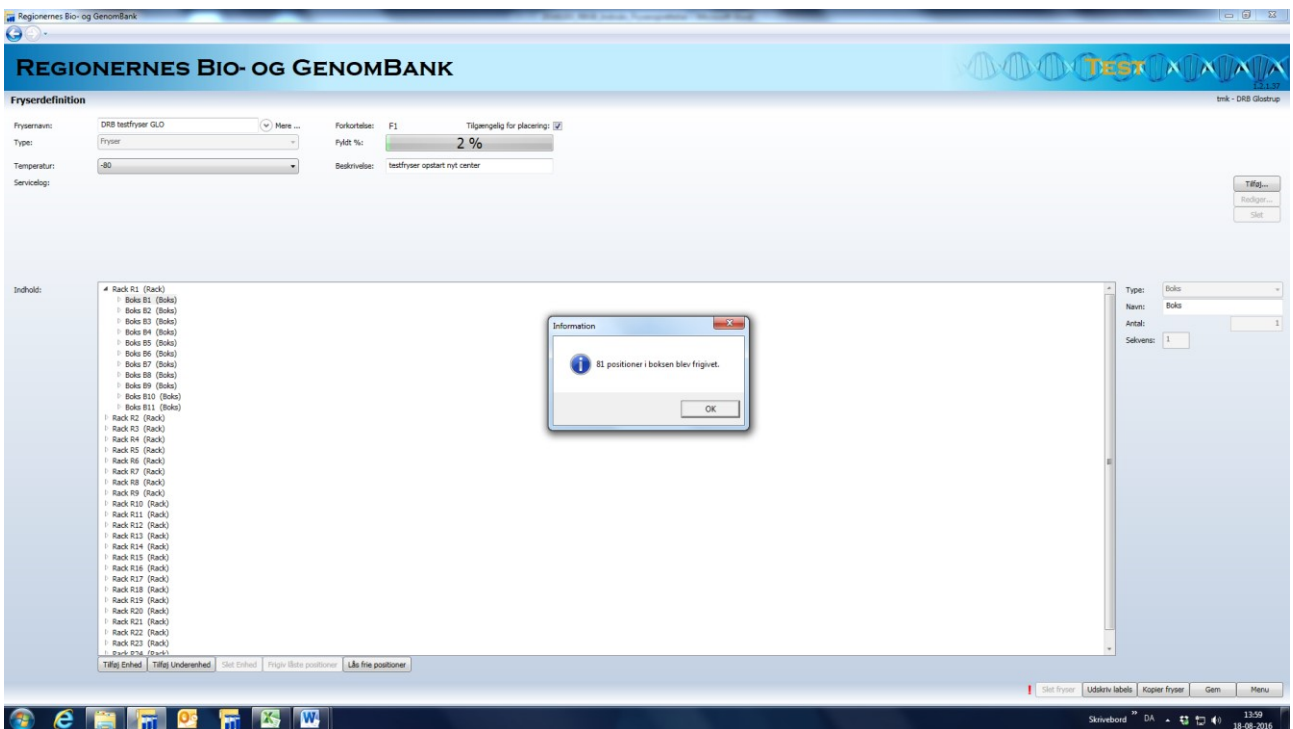 Regionernes Bio- og GenomBank
REGIONERNES BIO- OG GENOMBANK
TEST
1.2.1.37
Fryserdefinition
tmk - DRB Glostrup
Frysernavn: DRB testfryser GLO Mere ... Forkortelse: F1 Tilgængelig for placering:
Type: Fryser Fyldt %: 2 %
Temperatur: -80 Beskrivelse: testfryser opstart nyt center
Servicelog:
Tilføj...
Rediger...
Slet
Indhold:
Rack R1 (Rack)
Boks B1 (Boks)
Boks B2 (Boks)
Boks B3 (Boks)
Boks B4 (Boks)
Boks B5 (Boks)
Boks B6 (Boks)
Boks B7 (Boks)
Boks B8 (Boks)
Boks B9 (Boks)
Boks B10 (Boks)
Boks B11 (Boks)
Rack R2 (Rack)
Rack R3 (Rack)
Rack R4 (Rack)
Rack R5 (Rack)
Rack R6 (Rack)
Rack R7 (Rack)
Rack R8 (Rack)
Rack R9 (Rack)
Rack R10 (Rack)
Rack R11 (Rack)
Rack R12 (Rack)
Rack R13 (Rack)
Rack R14 (Rack)
Rack R15 (Rack)
Rack R16 (Rack)
Rack R17 (Rack)
Rack R18 (Rack)
Rack R19 (Rack)
Rack R20 (Rack)
Rack R21 (Rack)
Rack R22 (Rack)
Rack R23 (Rack)
Rack R24 (Rack)
Information
81 positioner i boksen blev frigivet.
OK
Type: Boks
Navn: Boks
Antal: 1
Sekvens: 1
Tilføj Enhed Tilføj Underenhed Slet Enhed Frigiv låste positioner Lås frie positioner
Slet fryser Udskriv labels Kopier fryser Gem Menu
Skrivebord DA 13:59
18-08-2016